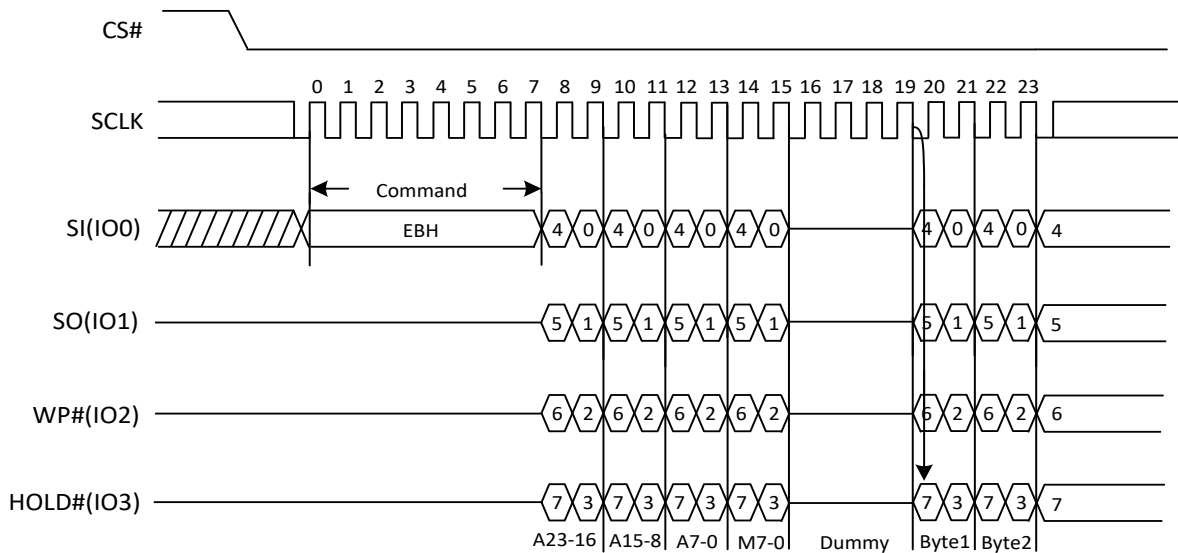 CS#
0 1 2 3 4 5 6 7 8 9 10 11 12 13 14 15 16 17 18 19 20 21 22 23
SCLK
Command
SI(IO0) EBH 4 0 4 0 4 0 4 0 4 0 4 0 4
SO(IO1) 5 1 5 1 5 1 5 1 5 1 5 1 5
WP#(IO2) 6 2 6 2 6 2 6 2 6 2 6 2 6
HOLD#(IO3) 7 3 7 3 7 3 7 3 7 3 7 3 7
A23-16 A15-8 A7-0 M7-0 Dummy Byte1 Byte2